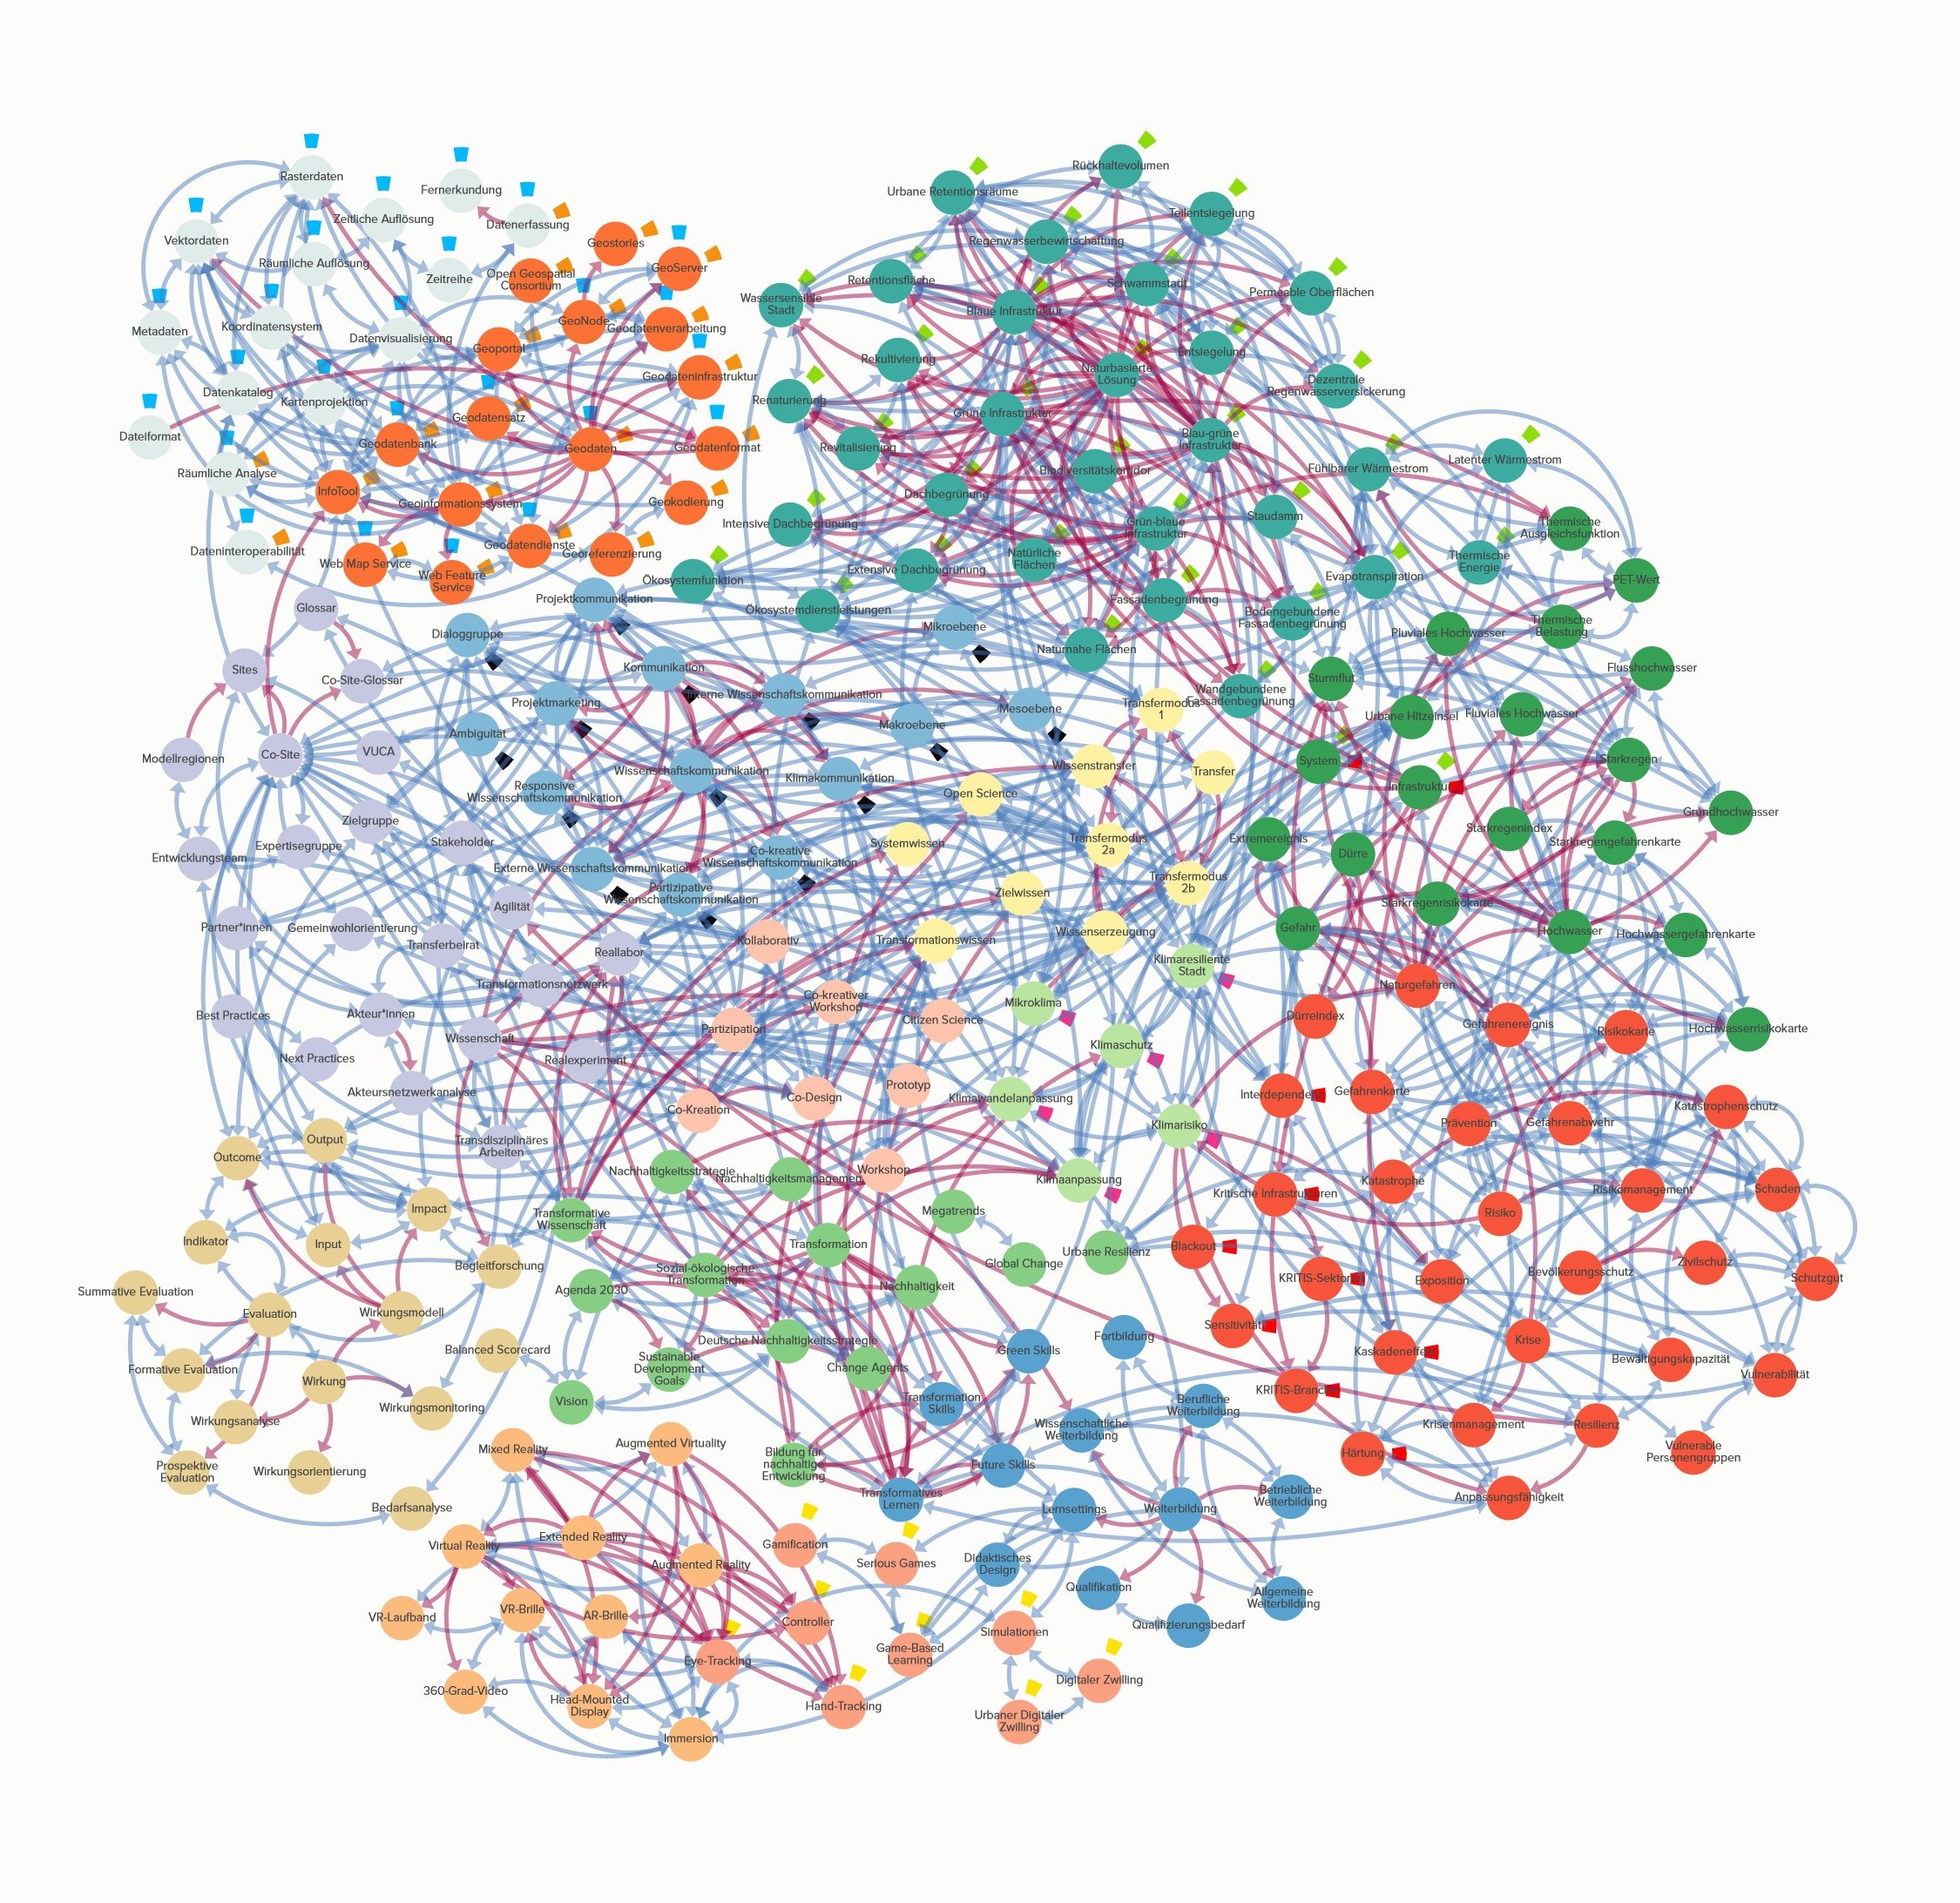 Rasterdaten
Fernerkundung
Zeitliche Auflösung
Datenerfassung
Vektordaten
Räumliche Auflösung
Zeitreihe
Geostories
Open Geospatial
Consortium
GeoServer
Metadaten
Koordinatensystem
Datenvisualisierung
GeoNode
Geodatenverarbeitung
Geoportal
Geodateninfrastruktur
Datenkatalog
Kartenprojektion
Geodatensatz
Dateiformat
Geodatenbank
Geodaten
Geodatenformat
Räumliche Analyse
InfoTool
Geoinformationssystem
Geokodierung
Dateninteroperabilität
Web Map Service
Web Feature
Service
Geodatendienste
Georeferenzierung
Rückhaltevolumen
Urbane Retentionsräume
Teilentsiegelung
Regenwasserbewirtschaftung
Retentionsfläche
Schwammstadt
Permeable Oberflächen
Wassersensible
Stadt
Blaue Infrastruktur
Rekultivierung
Entsiegelung
Naturbasierte
Lösung
Dezentrale
Regenwasserversickerung
Renaturierung
Grüne Infrastruktur
Revitalisierung
Blau-grüne
Infrastruktur
Biodiversitätskorridor
Fühlbarer Wärmestrom
Latenter Wärmestrom
Dachbegrünung
Intensive Dachbegrünung
Grün-blaue
Infrastruktur
Staudamm
Thermische
Ausgleichsfunktion
Natürliche
Flächen
Extensive Dachbegrünung
Evapotranspiration
Thermische
Energie
PET-Wert
Ökosystemfunktion
Ökosystemdienstleistungen
Fassadenbegrünung
Bodengebundene
Fassadenbegrünung
Pluviales Hochwasser
Thermische
Belastung
Naturnahe Flächen
Wandgebundene
Fassadenbegrünung
Sturmflut
Flusshochwasser
Urbane Hitzeinsel
Fluviales Hochwasser
System
Infrastruktur
Starkregen
Grundhochwasser
Starkregenindex
Starkregengefahrenkarte
Extremereignis
Dürre
Starkregenrisikokarte
Gefahr
Hochwasser
Hochwassergefahrenkarte
Hochwasserrisikokarte
Glossar
Projektkommunikation
Dialoggruppe
Mikroebene
Sites
Co-Site-Glossar
Kommunikation
Interne Wissenschaftskommunikation
Projektmarketing
Mesoebene
Makroebene
Ambiguität
Modellregionen
Co-Site
VUCA
Wissenschaftskommunikation
Klimakommunikation
Responsive
Wissenschaftskommunikation
Zielgruppe
Entwicklungsteam
Expertisegruppe
Stakeholder
Externe Wissenschaftskommunikation
Co-kreative
Wissenschaftskommunikation
Partizipative
Wissenschaftskommunikation
Transfermodus
1
Wissenstransfer
Transfer
Open Science
Systemwissen
Transfermodus
2a
Transfermodus
2b
Zielwissen
Wissenserzeugung
Transformationswissen
Agilität
Partner*innen
Gemeinwohlorientierung
Transferbeirat
Reallabor
Kollaborativ
Transformationsnetzwerk
Best Practices
Akteur*innen
Wissenschaft
Next Practices
Realexperiment
Akteursnetzwerkanalyse
Transdisziplinäres
Arbeiten
Co-kreativer
Workshop
Citizen Science
Partizipation
Co-Kreation
Co-Design
Prototyp
Workshop
Klimaresiliente
Stadt
Mikroklima
Klimaschutz
Klimawandelanpassung
Klimarisiko
Klimaanpassung
Naturgefahren
Dürreindex
Gefahrenereignis
Risikokarte
Gefahrenkarte
Prävention
Gefahrenabwehr
Katastrophenschutz
Kritische Infrastrukturen
Katastrophe
Risiko
Risikomanagement
Schaden
Blackout
KRITIS-Sektoren
Exposition
Bevölkerungsschutz
Zivilschutz
Schutzgut
Sensitivität
Krise
Bewältigungskapazität
Vulnerabilität
Krisenmanagement
Resilienz
Härtung
Vulnerable
Personengruppen
Anpassungsfähigkeit
Output
Outcome
Impact
Indikator
Input
Begleitforschung
Summative Evaluation
Evaluation
Wirkungsmodell
Balanced Scorecard
Formative Evaluation
Wirkung
Wirkungsanalyse
Wirkungsmonitoring
Prospektive
Evaluation
Wirkungsorientierung
Bedarfsanalyse
Nachhaltigkeitsstrategie
Nachhaltigkeitsmanagement
Transformative
Wissenschaft
Megatrends
Transformation
Global Change
Urbane Resilienz
Sozial-ökologische
Transformation
Agenda 2030
Nachhaltigkeit
Deutsche Nachhaltigkeitsstrategie
Sustainable
Development
Goals
Change Agents
Vision
Bildung für
nachhaltige
Entwicklung
Green Skills
Fortbildung
Transformation
Skills
Wissenschaftliche
Weiterbildung
Berufliche
Weiterbildung
Future Skills
Transformatives
Lernen
Lernsettings
Weiterbildung
Betriebliche
Weiterbildung
Didaktisches
Design
Qualifikation
Allgemeine
Weiterbildung
Qualifizierungsbedarf
Mixed Reality
Augmented Virtuality
Virtual Reality
Extended Reality
Augmented Reality
VR-Laufband
VR-Brille
AR-Brille
360-Grad-Video
Head-Mounted
Display
Immersion
Gamification
Serious Games
Controller
Eye-Tracking
Game-Based
Learning
Simulationen
Hand-Tracking
Digitaler Zwilling
Urbaner Digitaler
Zwilling